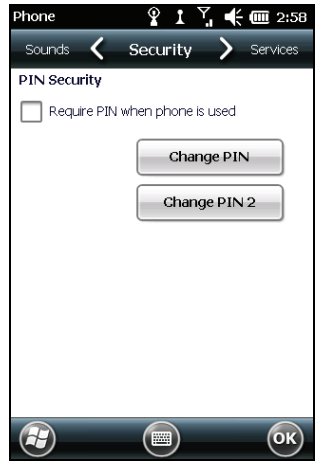 Phone 2:58
Sounds Security Services
PIN Security
Require PIN when phone is used
Change PIN
Change PIN 2
OK